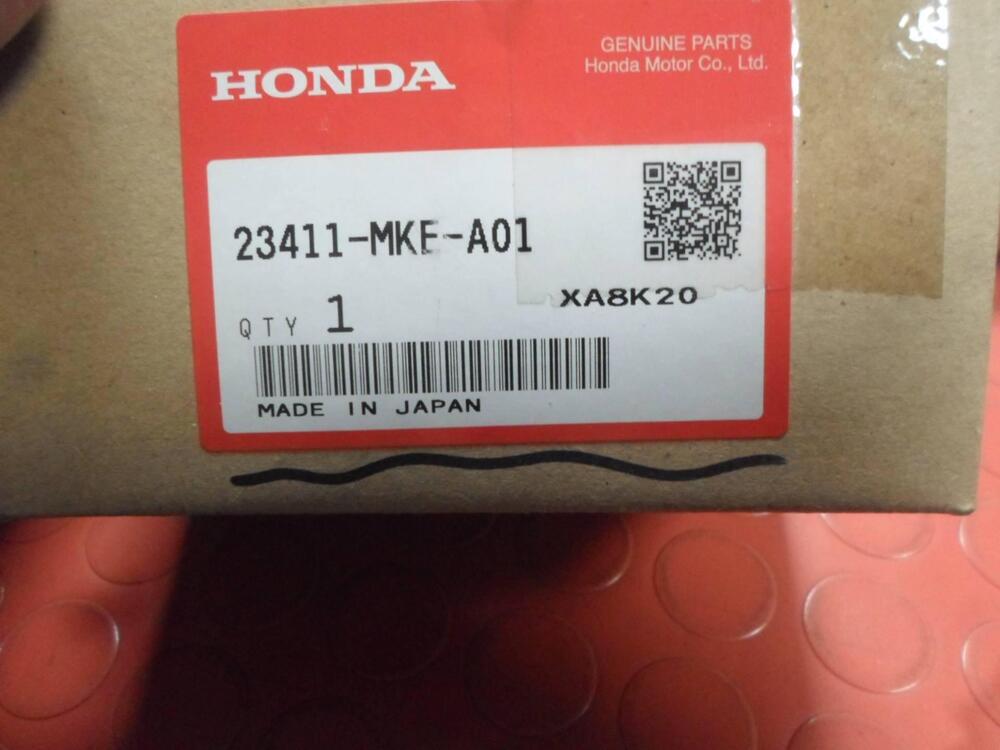 HONDA
GENUINE PARTS
Honda Motor Co., Ltd.
23411-MKE-A01
XA8K20
QTY 1
MADE IN JAPAN